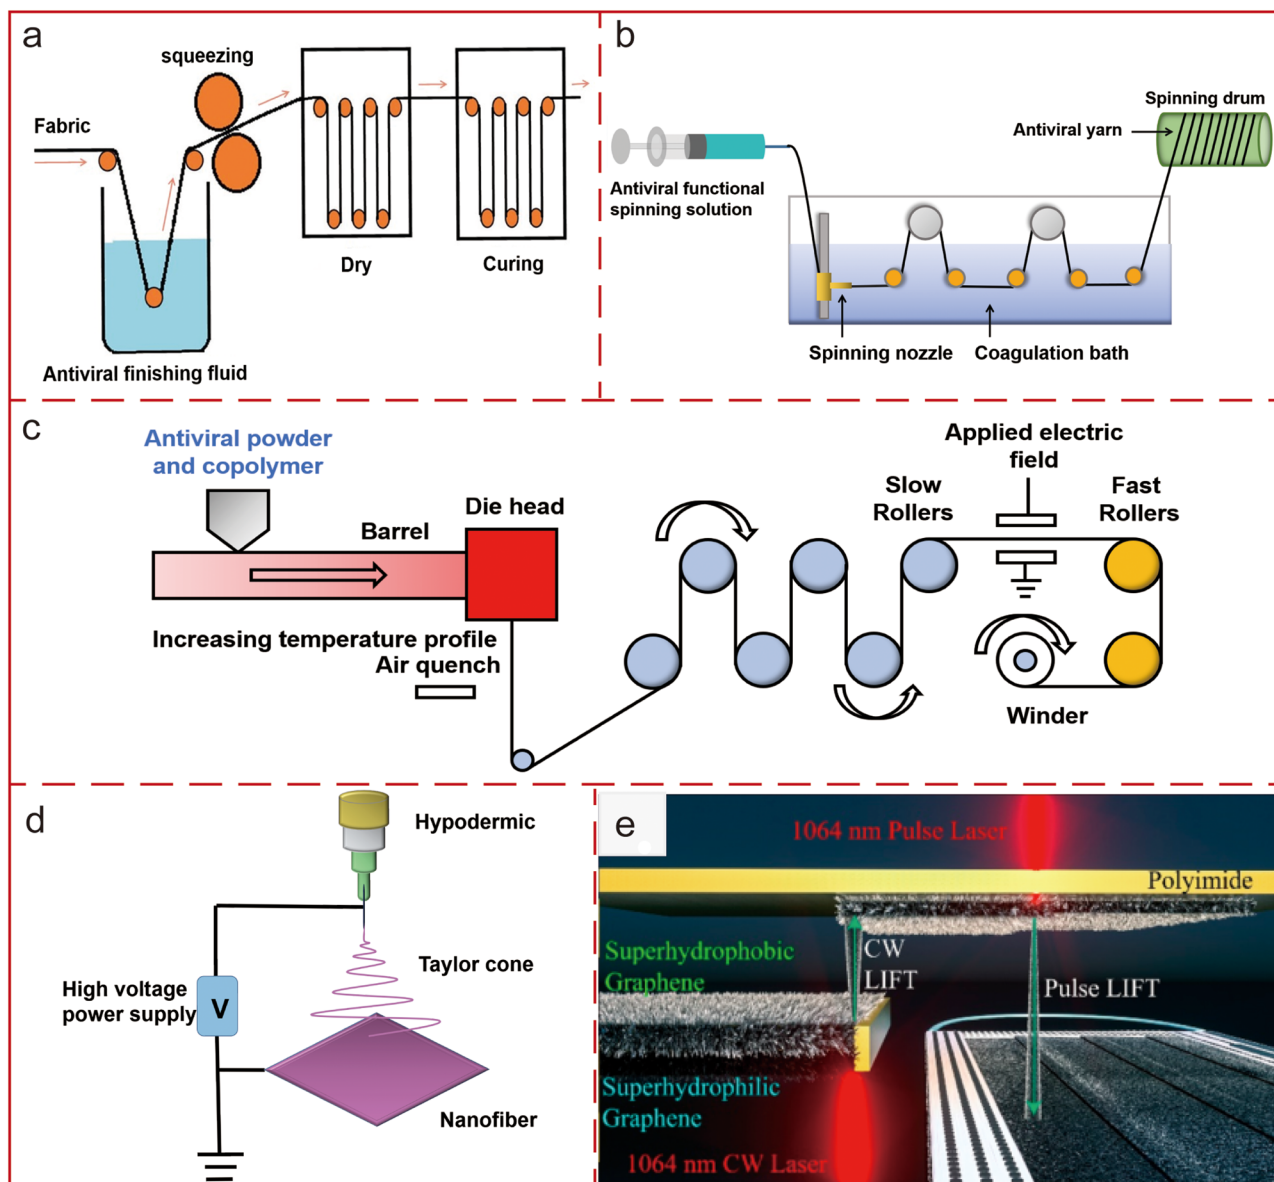 a
squeezing
Fabric
Dry
Curing
Antiviral finishing fluid
b
Spinning drum
Antiviral yarn
Antiviral functional
spinning solution
Spinning nozzle
Coagulation bath
c
Antiviral powder
and copolymer
Barrel
Die head
Increasing temperature profile
Air quench
Slow
Rollers
Applied electric
field
Fast
Rollers
Winder
d
Hypodermic
Taylor cone
High voltage
power supply
V
Nanofiber
e
1064 nm Pulse Laser
Polyimide
Superhydrophobic
Graphene
CW
LIFT
Pulse LIFT
Superhydrophilic
Graphene
1064 nm CW Laser